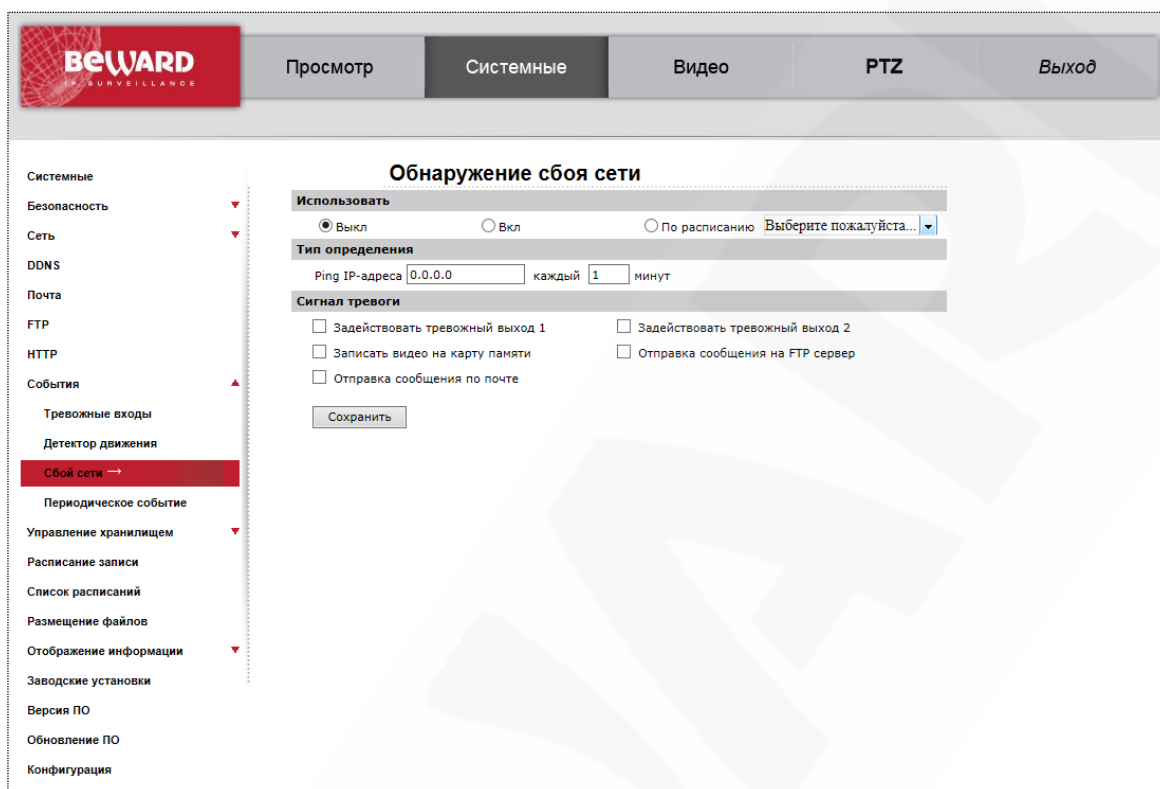 BEWARD
IP SURVEILLANCE
Просмотр Системные Видео PTZ Выход
Системные
Безопасность
Сеть
DDNS
Почта
FTP
HTTP
События
Тревожные входы
Детектор движения
Сбой сети →
Периодическое событие
Управление хранилищем
Расписание записи
Список расписаний
Размещение файлов
Отображение информации
Заводские установки
Версия ПО
Обновление ПО
Конфигурация
Обнаружение сбоя сети
Использовать
Выкл Вкл По расписанию Выберите пожалуйста...
Тип определения
Ping IP-адреса 0.0.0.0 каждый 1 минут
Сигнал тревоги
Задействовать тревожный выход 1 Задействовать тревожный выход 2
Записать видео на карту памяти Отправка сообщения на FTP сервер
Отправка сообщения по почте
Сохранить